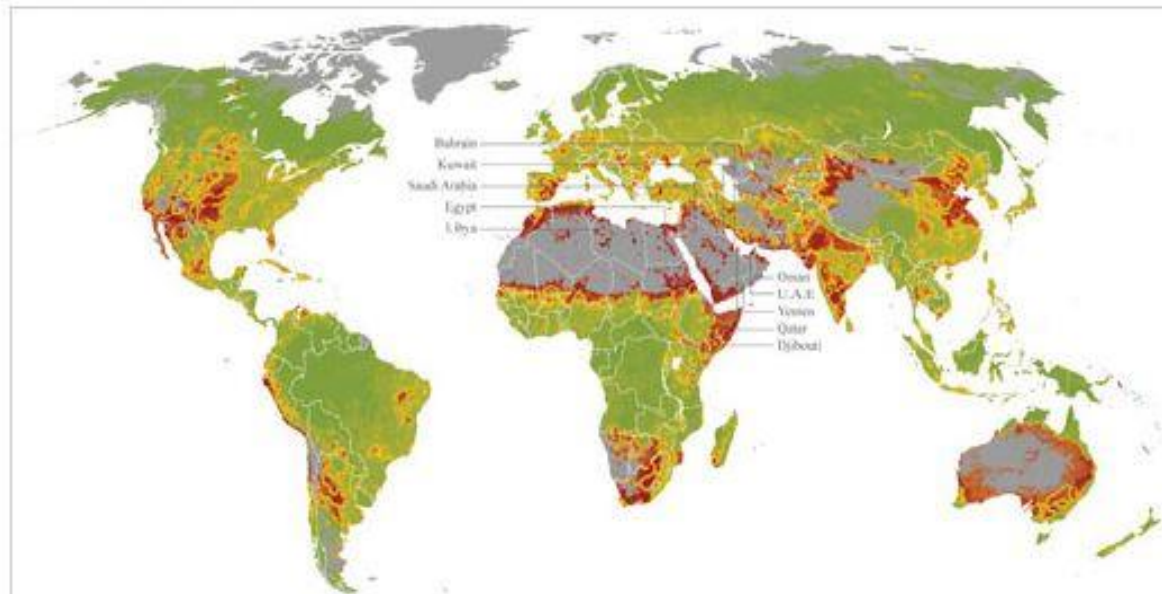 Bahrain
Kuwait
Saudi Arabia
Egypt
Libya
Oman
U.A.E
Yemen
Qatar
Djibouti